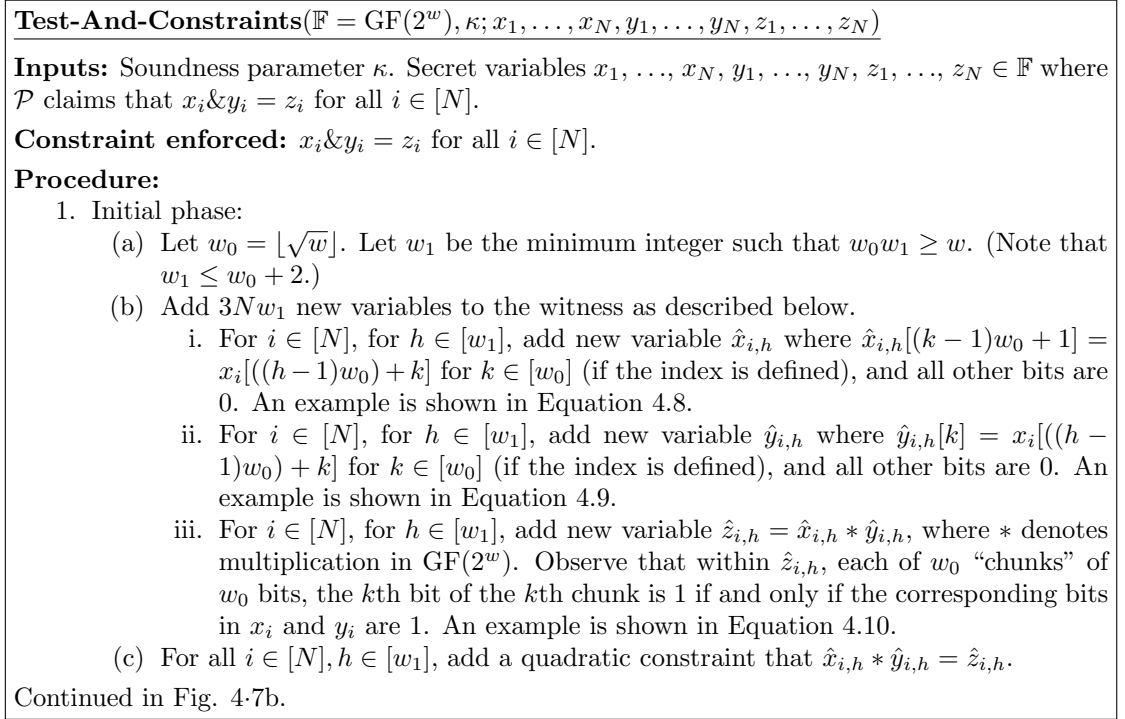 Test-And-Constraints(𝔽 = GF(2^w), κ; x_1, . . . , x_N, y_1, . . . , y_N, z_1, . . . , z_N)
Inputs: Soundness parameter κ. Secret variables x_1, . . ., x_N, y_1, . . ., y_N, z_1, . . ., z_N ∈ 𝔽 where
𝒫 claims that x_i&y_i = z_i for all i ∈ [N].
Constraint enforced: x_i&y_i = z_i for all i ∈ [N].
Procedure:
1. Initial phase:
(a) Let w_0 = ⌊√w⌋. Let w_1 be the minimum integer such that w_0w_1 ≥ w. (Note that
w_1 ≤ w_0 + 2.)
(b) Add 3Nw_1 new variables to the witness as described below.
i. For i ∈ [N], for h ∈ [w_1], add new variable x̂_{i,h} where x̂_{i,h}[(k − 1)w_0 + 1] =
x_i[((h−1)w_0) + k] for k ∈ [w_0] (if the index is defined), and all other bits are
0. An example is shown in Equation 4.8.
ii. For i ∈ [N], for h ∈ [w_1], add new variable ŷ_{i,h} where ŷ_{i,h}[k] = x_i[((h −
1)w_0) + k] for k ∈ [w_0] (if the index is defined), and all other bits are 0. An
example is shown in Equation 4.9.
iii. For i ∈ [N], for h ∈ [w_1], add new variable ẑ_{i,h} = x̂_{i,h} ∗ ŷ_{i,h}, where ∗ denotes
multiplication in GF(2^w). Observe that within ẑ_{i,h}, each of w_0 “chunks” of
w_0 bits, the kth bit of the kth chunk is 1 if and only if the corresponding bits
in x_i and y_i are 1. An example is shown in Equation 4.10.
(c) For all i ∈ [N], h ∈ [w_1], add a quadratic constraint that x̂_{i,h} ∗ ŷ_{i,h} = ẑ_{i,h}.
Continued in Fig. 4·7b.